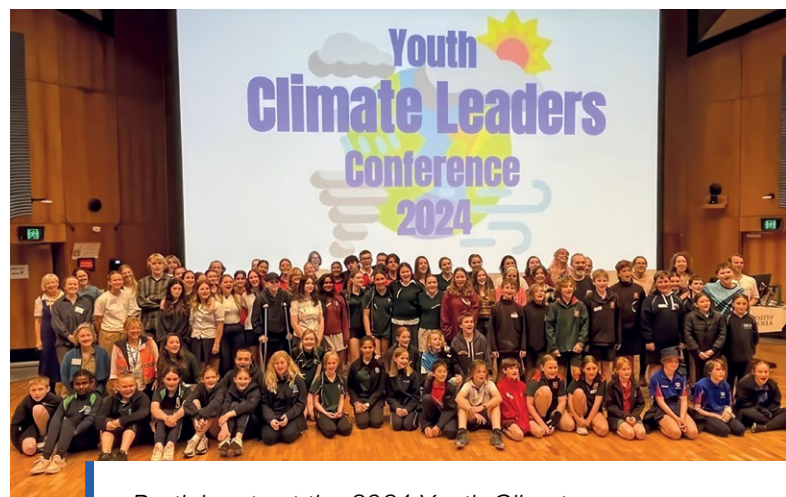 Youth
Climate Leaders
Conference
2024
Participants at the 2024 Youth Climate